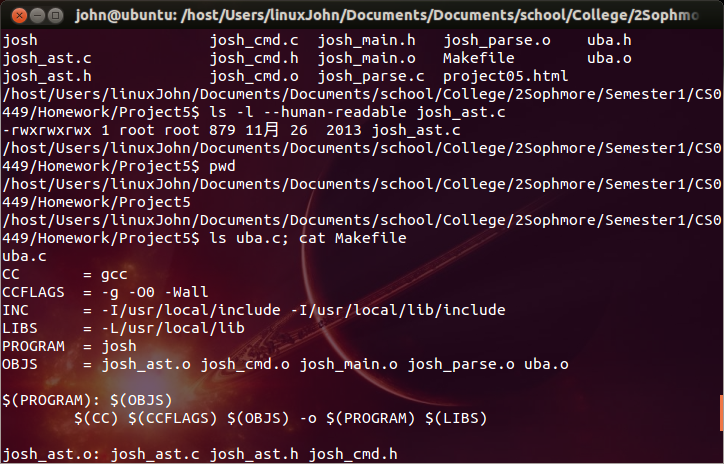 john@ubuntu: /host/Users/linuxJohn/Documents/Documents/school/College/2Sophmo
josh josh_cmd.c josh_main.h josh_parse.o uba.h
josh_ast.c josh_cmd.h josh_main.o Makefile uba.o
josh_ast.h josh_cmd.o josh_parse.c project05.html
/host/Users/linuxJohn/Documents/Documents/school/College/2Sophmore/Semester1/CS0
449/Homework/Project5$ ls -l --human-readable josh_ast.c
-rwxrwxrwx 1 root root 879 11月 26  2013 josh_ast.c
/host/Users/linuxJohn/Documents/Documents/school/College/2Sophmore/Semester1/CS0
449/Homework/Project5$ pwd
/host/Users/linuxJohn/Documents/Documents/school/College/2Sophmore/Semester1/CS0
449/Homework/Project5
/host/Users/linuxJohn/Documents/Documents/school/College/2Sophmore/Semester1/CS0
449/Homework/Project5$ ls uba.c; cat Makefile
uba.c
CC = gcc
CCFLAGS = -g -O0 -Wall
INC = -I/usr/local/include -I/usr/local/lib/include
LIBS = -L/usr/local/lib
PROGRAM = josh
OBJS = josh_ast.o josh_cmd.o josh_main.o josh_parse.o uba.o
$(PROGRAM): $(OBJS)
$(CC) $(CCFLAGS) $(OBJS) -o $(PROGRAM) $(LIBS)
josh_ast.o: josh_ast.c josh_ast.h josh_cmd.h